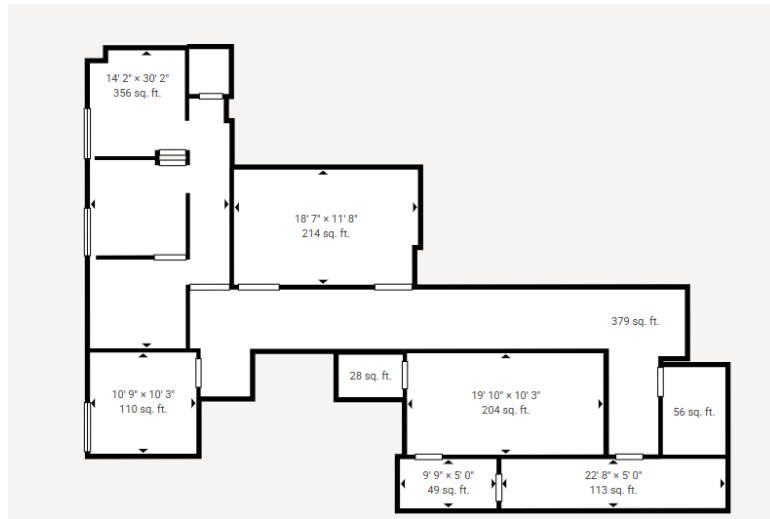 14' 2" × 30' 2"
356 sq. ft.
18' 7" × 11' 8"
214 sq. ft.
379 sq. ft.
28 sq. ft.
10' 9" × 10' 3"
110 sq. ft.
19' 10" × 10' 3"
204 sq. ft.
56 sq. ft.
9' 9" × 5' 0"
49 sq. ft.
22' 8" × 5' 0"
113 sq. ft.